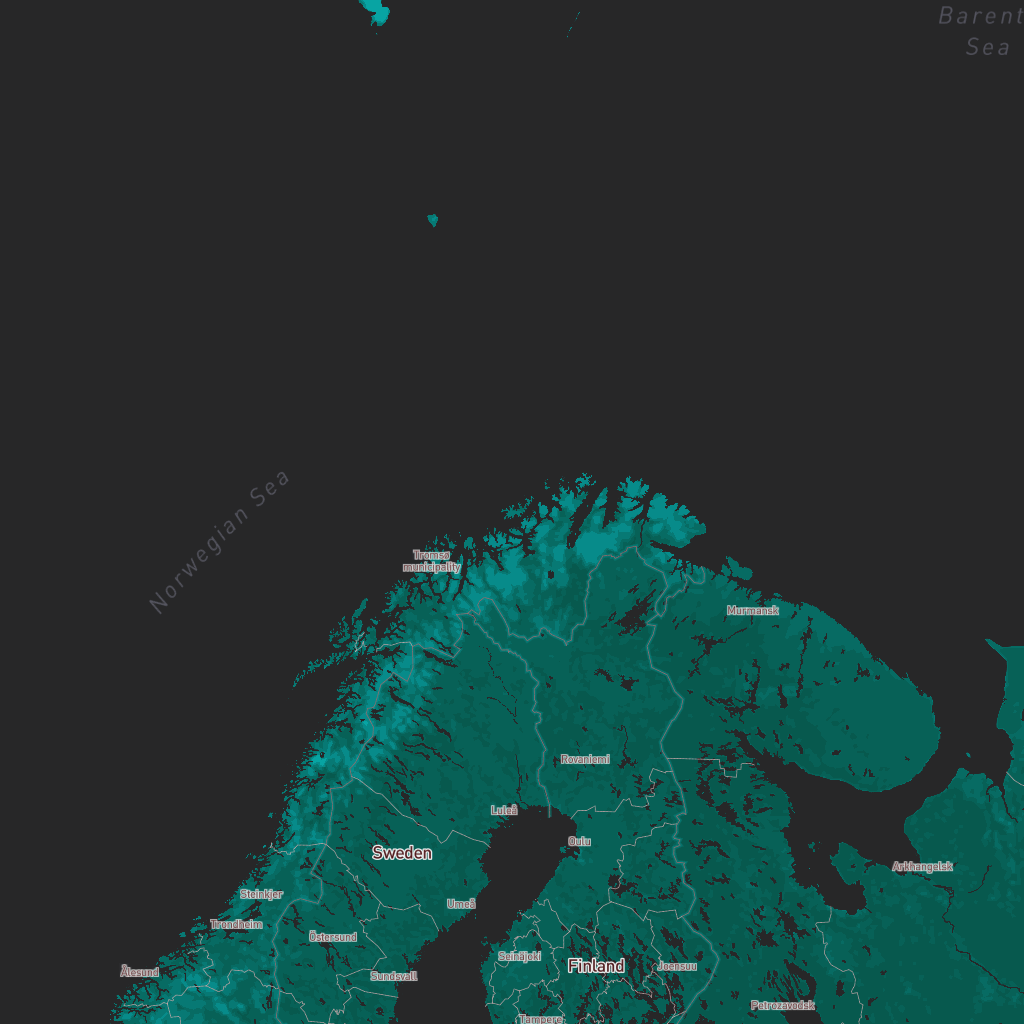 Barent
Sea
Norwegian Sea
Tromsø
municipality
Murmansk
Rovaniemi
Luleå
Oulu
Sweden
Arkhangelsk
Steinkjer
Umeå
Trondheim
Östersund
Seinäjoki
Finland
Joensuu
Ålesund
Sundsvall
Petrozavodsk
Tampere